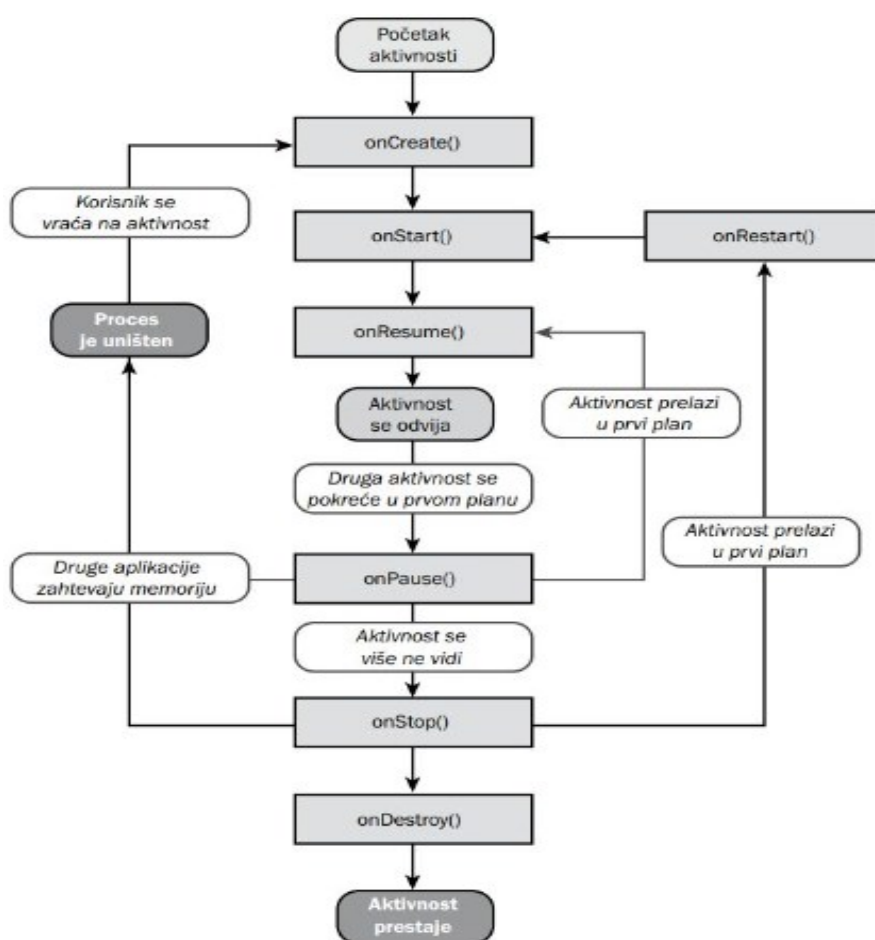 Početak
aktivnosti
onCreate()
Korisnik se
vraća na aktivnost
onStart()
onRestart()
Proces
je uništen
onResume()
Aktivnost
se odvija
Aktivnost prelazi
u prvi plan
Druga aktivnost se
pokreće u prvom planu
Aktivnost prelazi
u prvi plan
Druge aplikacije
zahtevaju memoriju
onPause()
Aktivnost se
više ne vidi
onStop()
onDestroy()
Aktivnost
prestaje